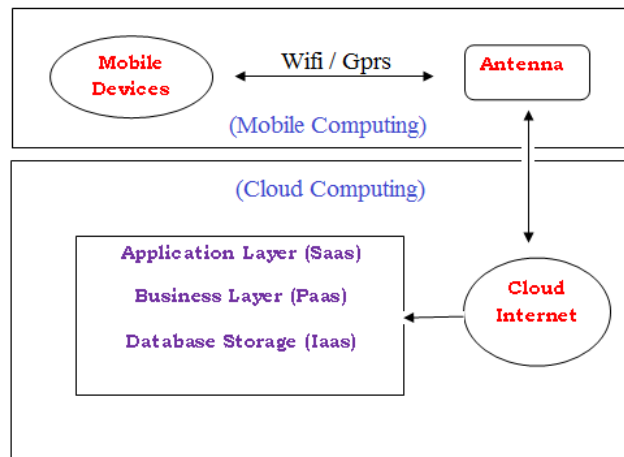 Mobile
Devices
Wifi / Gprs
Antenna
(Mobile Computing)
(Cloud Computing)
Application Layer (Saas)
Business Layer (Paas)
Database Storage (Iaas)
Cloud
Internet